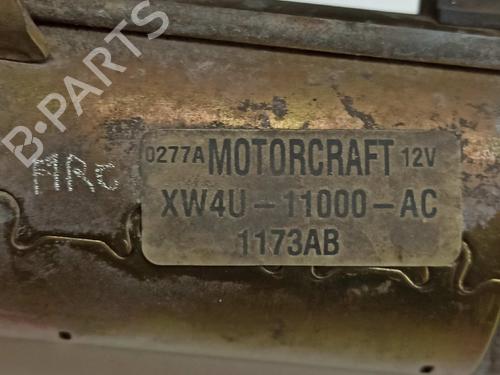 B-PARTS
0277A MOTORCRAFT 12V
XW4U-11000-AC
1173AB